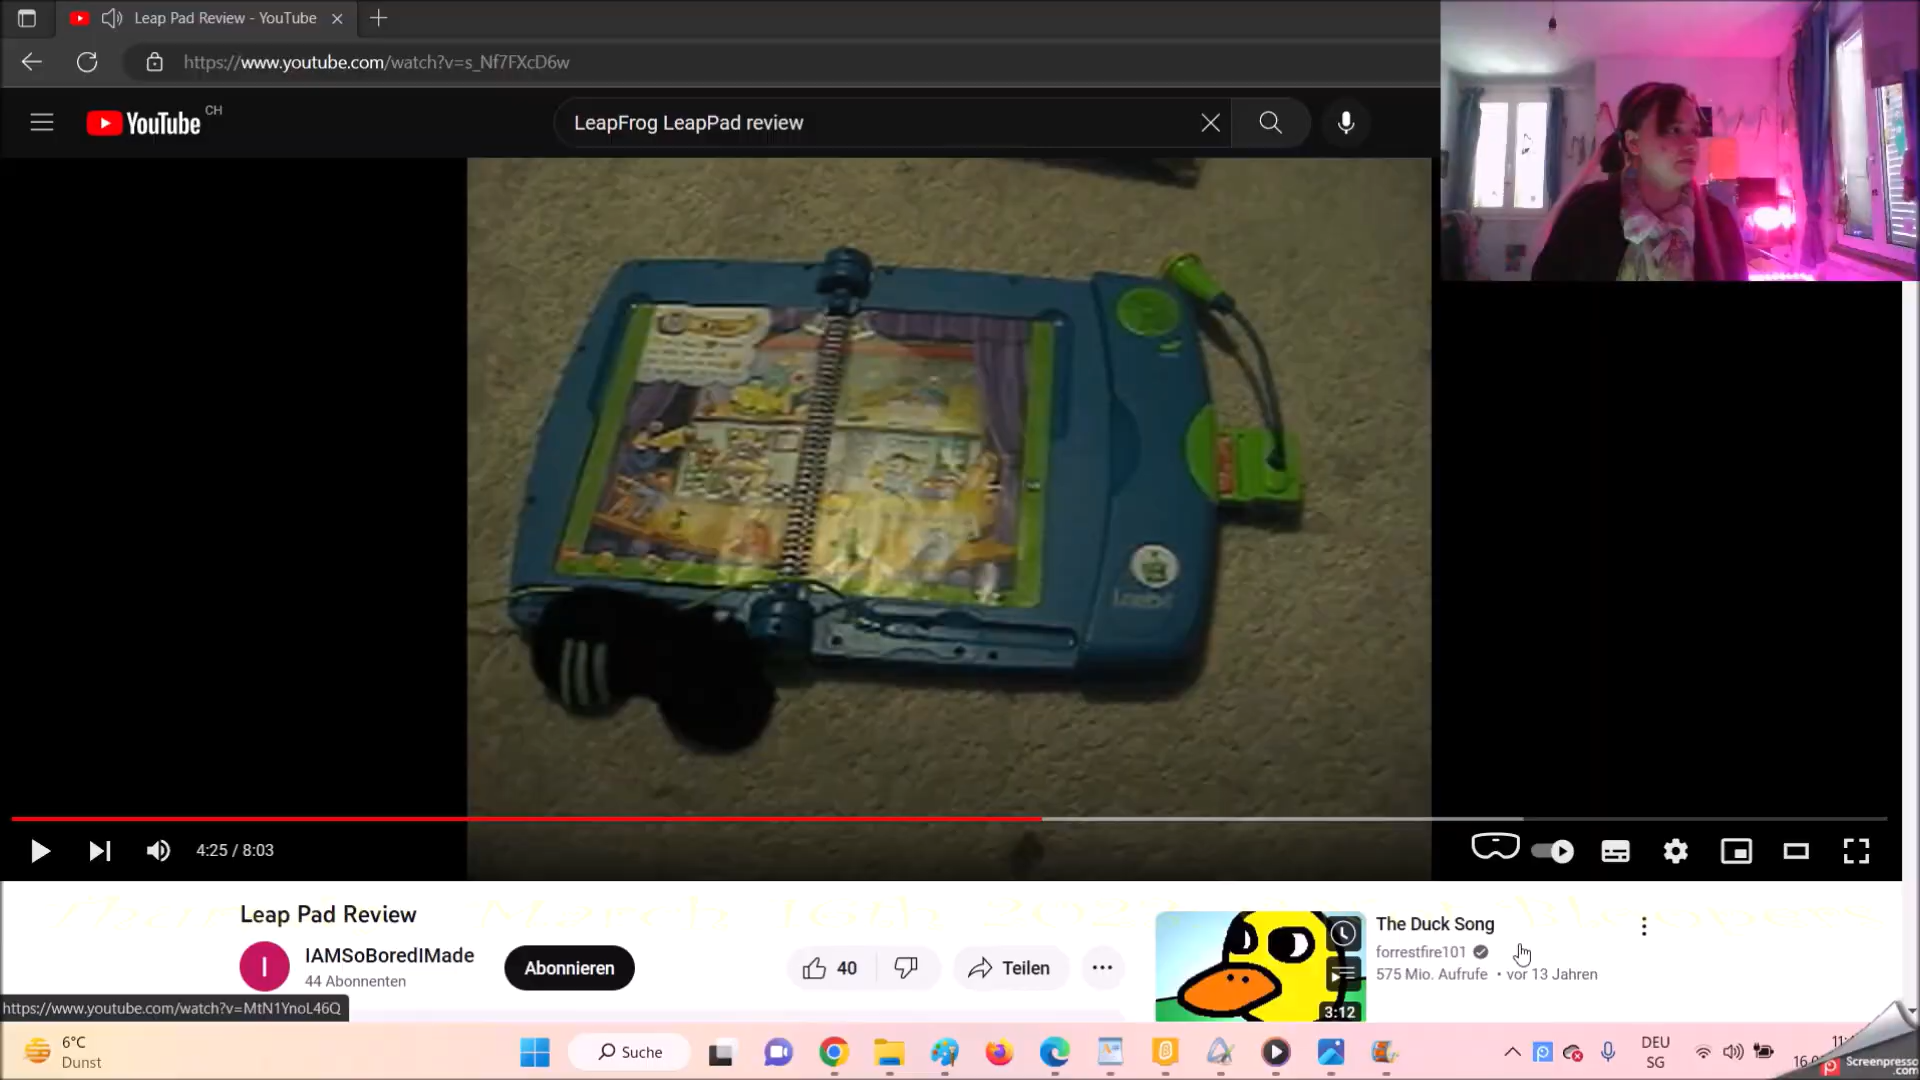 Leap Pad Review - YouTube
https://www.youtube.com/watch?v=s_Nf7FXcD6w
YouTube CH
LeapFrog LeapPad review
4:25 / 8:03
Leap Pad Review
I
IAMSoBoredIMade
44 Abonnenten
Abonnieren
40
Teilen
The Duck Song
forrestfire101
575 Mio. Aufrufe • vor 13 Jahren
3:12
https://www.youtube.com/watch?v=MtN1YnoL46Q
6°C
Dunst
Suche
DEU
SG
Screenpresso
.com